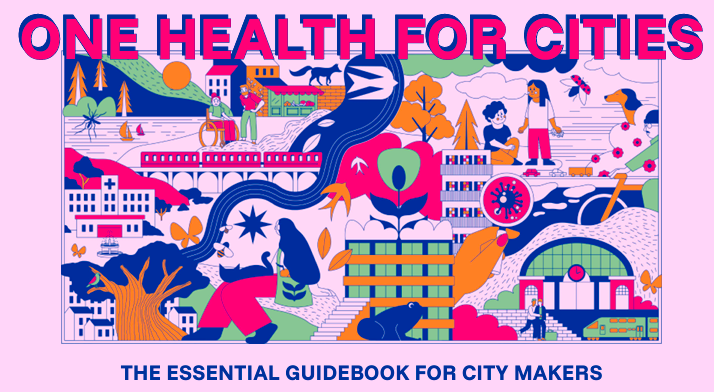 ONE HEALTH FOR CITIES
THE ESSENTIAL GUIDEBOOK FOR CITY MAKERS